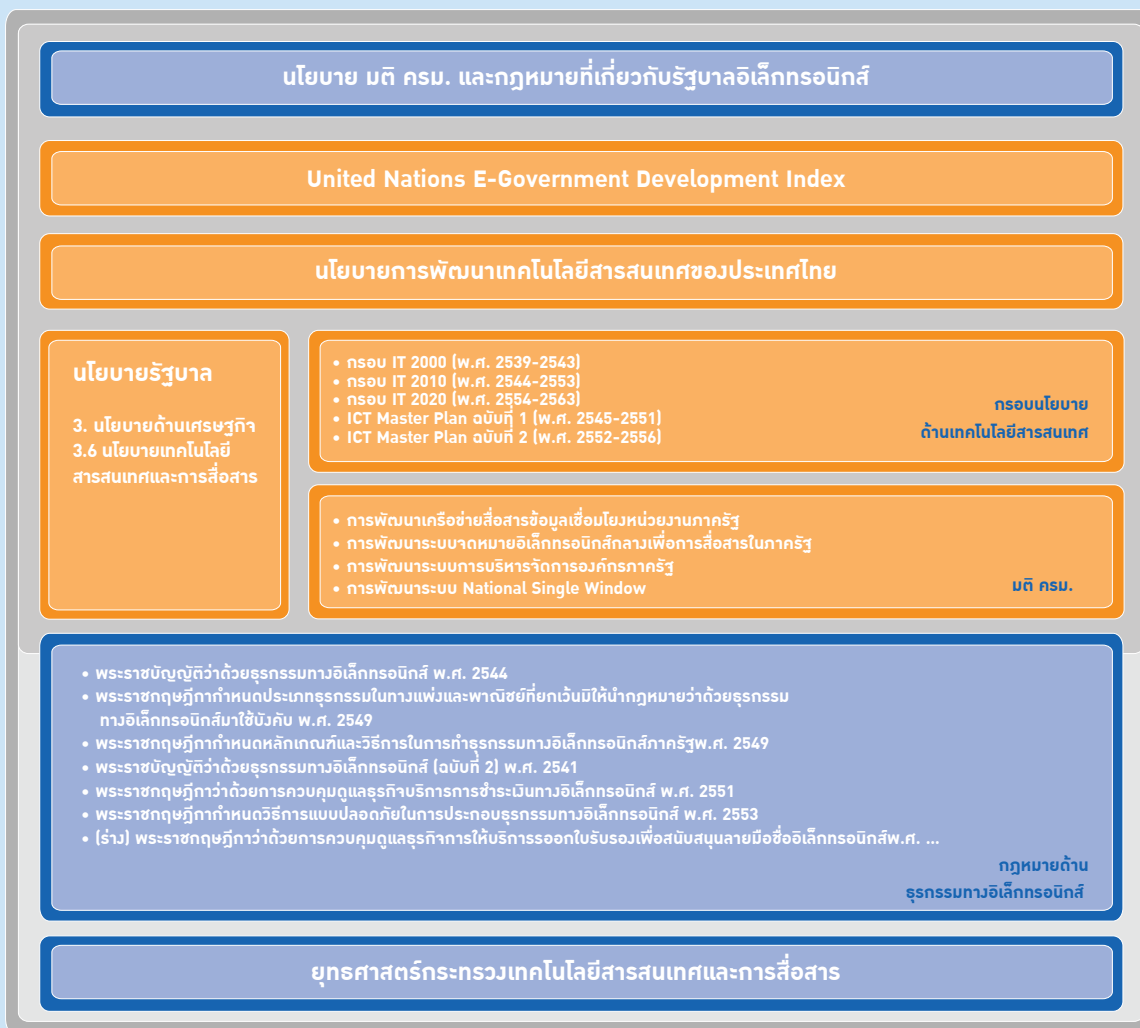 นโยบาย มติ ครม. และกฎหมายที่เกี่ยวกับรัฐบาลอิเล็กทรอนิกส์
United Nations E-Government Development Index
นโยบายการพัฒนาเทคโนโลยีสารสนเทศของประเทศไทย
นโยบายรัฐบาล
3. นโยบายด้านเศรษฐกิจ
3.6 นโยบายเทคโนโลยี
สารสนเทศและการสื่อสาร
• กรอบ IT 2000 (พ.ศ. 2539-2543)
• กรอบ IT 2010 (พ.ศ. 2544-2553)
• กรอบ IT 2020 (พ.ศ. 2554-2563)
• ICT Master Plan ฉบับที่ 1 (พ.ศ. 2545-2551)
• ICT Master Plan ฉบับที่ 2 (พ.ศ. 2552-2556)
กรอบนโยบาย
ด้านเทคโนโลยีสารสนเทศ
• การพัฒนาเครือข่ายสื่อสารข้อมูลเชื่อมโยงหน่วยงานภาครัฐ
• การพัฒนาระบบจดหมายอิเล็กทรอนิกส์กลางเพื่อการสื่อสารในภาครัฐ
• การพัฒนาระบบการบริหารจัดการองค์กรภาครัฐ
• การพัฒนาระบบ National Single Window
มติ ครม.
• พระราชบัญญัติว่าด้วยธุรกรรมทางอิเล็กทรอนิกส์ พ.ศ. 2544
• พระราชกฤษฎีกากำหนดประเภทธุรกรรมในทางแพ่งและพาณิชย์ที่ยกเว้นมิให้นำกฎหมายว่าด้วยธุรกรรม
ทางอิเล็กทรอนิกส์มาใช้บังคับ พ.ศ. 2549
• พระราชกฤษฎีกากำหนดหลักเกณฑ์และวิธีการในการทำธุรกรรมทางอิเล็กทรอนิกส์ภาครัฐพ.ศ. 2549
• พระราชบัญญัติว่าด้วยธุรกรรมทางอิเล็กทรอนิกส์ (ฉบับที่ 2) พ.ศ. 2541
• พระราชกฤษฎีกาว่าด้วยการควบคุมดูแลธุรกิจบริการการชำระเงินทางอิเล็กทรอนิกส์ พ.ศ. 2551
• พระราชกฤษฎีกากำหนดวิธีการแบบปลอดภัยในการประกอบธุรกรรมทางอิเล็กทรอนิกส์ พ.ศ. 2553
• (ร่าง) พระราชกฤษฎีกาว่าด้วยการควบคุมดูแลธุรกิจการให้บริการรออกใบรับรองเพื่อสนับสนุนลายมือชื่ออิเล็กทรอนิกส์พ.ศ. ...
กฎหมายด้าน
ธุรกรรมทางอิเล็กทรอนิกส์
ยุทธศาสตร์กระทรวงเทคโนโลยีสารสนเทศและการสื่อสาร